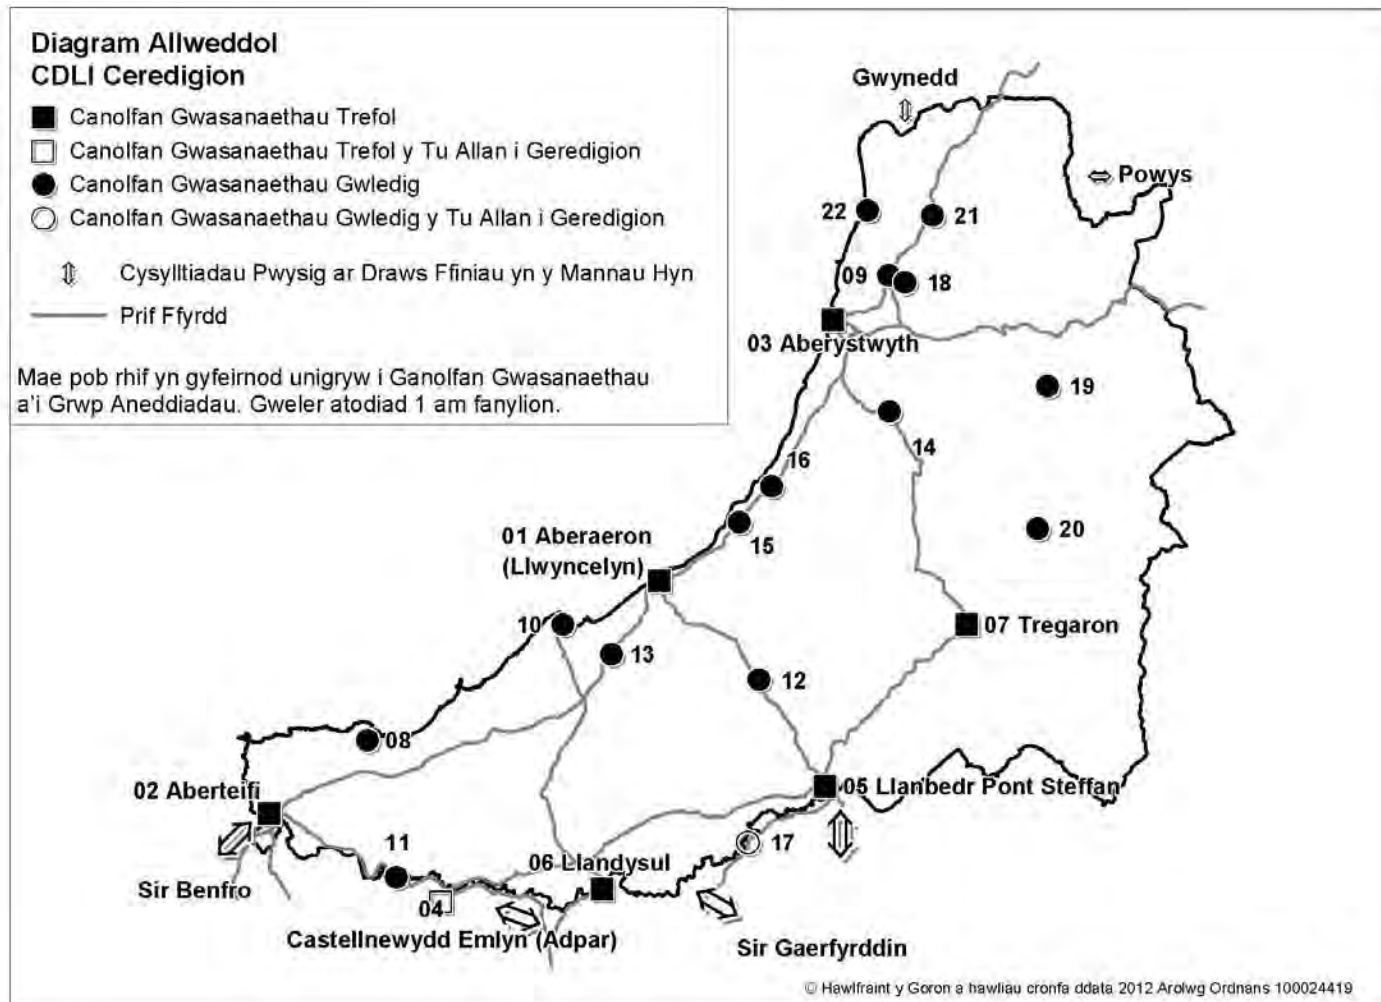 Diagram Allweddol
CDLl Ceredigion
Canolfan Gwasanaethau Trefol
Canolfan Gwasanaethau Trefol y Tu Allan i Geredigion
Canolfan Gwasanaethau Gwledig
Canolfan Gwasanaethau Gwledig y Tu Allan i Geredigion
Cysylltiadau Pwysig ar Draws Ffiniau yn y Mannau Hyn
Prif Ffyrdd
Mae pob rhif yn gyfeirnod unigryw i Ganolfan Gwasanaethau
a'i Grwp Aneddiadau. Gweler atodiad 1 am fanylion.
Gwynedd
Powys
22
21
09
18
03 Aberystwyth
19
14
16
15
20
01 Aberaeron
(Llwyncelyn)
10
13
07 Tregaron
12
08
02 Aberteifi
05 Llanbedr Pont Steffan
11
17
06 Llandysul
Sir Benfro
04
Castellnewydd Emlyn (Adpar)
Sir Gaerfyrddin
© Hawlfraint y Goron a hawliau cronfa ddata 2012 Arolwg Ordnans 100024419